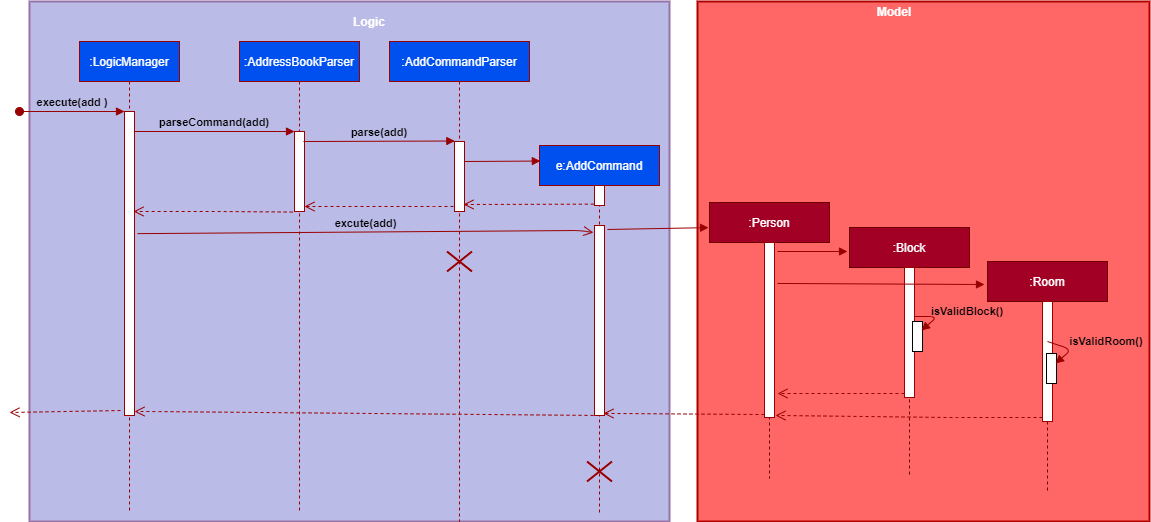 Logic
Model
:LogicManager
:AddressBookParser
:AddCommandParser
execute(add )
parseCommand(add)
parse(add)
e:AddCommand
excute(add)
:Person
:Block
:Room
isValidBlock()
isValidRoom()